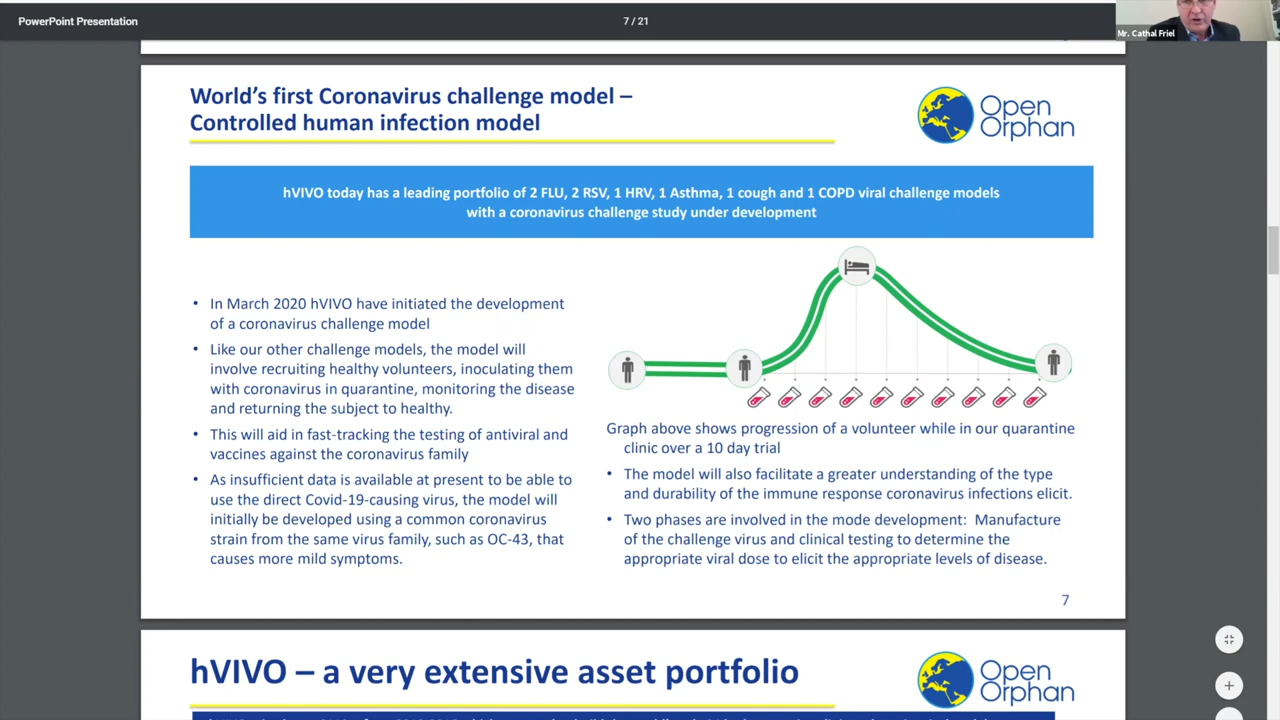 PowerPoint Presentation
7 / 21
Mr. Cathal Friel
World's first Coronavirus challenge model –
Controlled human infection model
Open
Orphan
hVIVO today has a leading portfolio of 2 FLU, 2 RSV, 1 HRV, 1 Asthma, 1 cough and 1 COPD viral challenge models
with a coronavirus challenge study under development
• In March 2020 hVIVO have initiated the development
of a coronavirus challenge model
• Like our other challenge models, the model will
involve recruiting healthy volunteers, inoculating them
with coronavirus in quarantine, monitoring the disease
and returning the subject to healthy.
• This will aid in fast-tracking the testing of antiviral and
vaccines against the coronavirus family
• As insufficient data is available at present to be able to
use the direct Covid-19-causing virus, the model will
initially be developed using a common coronavirus
strain from the same virus family, such as OC-43, that
causes more mild symptoms.
Graph above shows progression of a volunteer while in our quarantine
clinic over a 10 day trial
• The model will also facilitate a greater understanding of the type
and durability of the immune response coronavirus infections elicit.
• Two phases are involved in the mode development: Manufacture
of the challenge virus and clinical testing to determine the
appropriate viral dose to elicit the appropriate levels of disease.
7
hVIVO – a very extensive asset portfolio
Open
Orphan